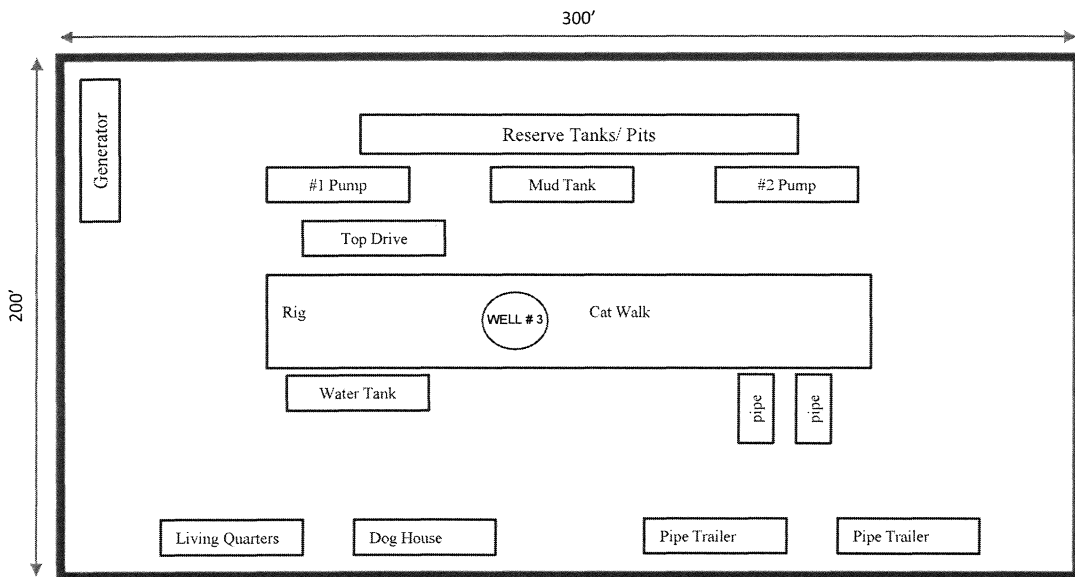 300’
200’
Generator
Reserve Tanks/ Pits
#1 Pump
Mud Tank
#2 Pump
Top Drive
Rig
WELL # 3
Cat Walk
Water Tank
pipe
pipe
Living Quarters
Dog House
Pipe Trailer
Pipe Trailer